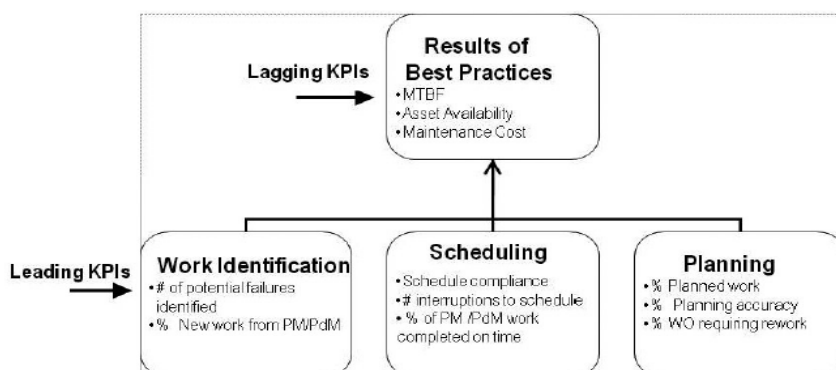 Results of
Best Practices
•MTBF
•Asset Availability
•Maintenance Cost
Lagging KPIs
Leading KPIs
Work Identification
•# of potential failures
identified
•% New work from PM/PdM
Scheduling
•Schedule compliance
•# interruptions to schedule
•% of PM /PdM work
completed on time
Planning
•% Planned work
•% Planning accuracy
•% WO requiring rework